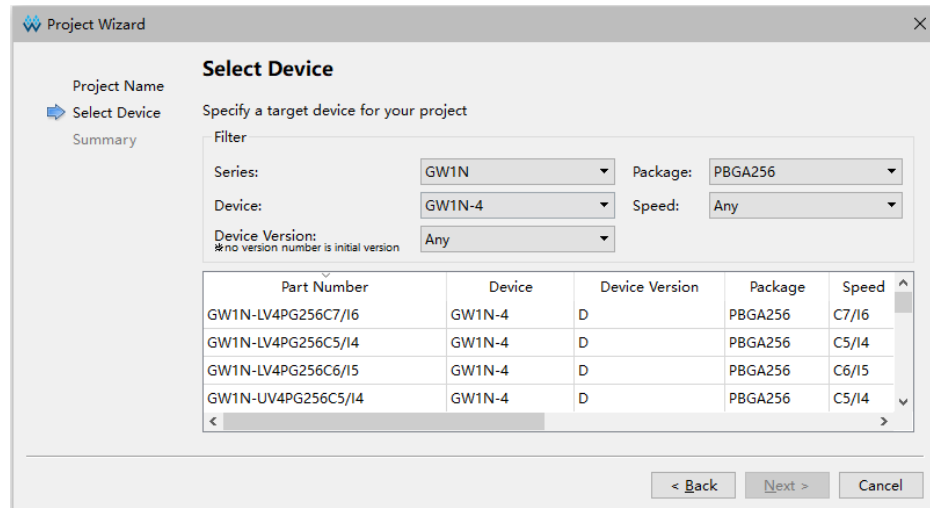 Project Wizard
Project Name
Select Device
Summary
Select Device
Specify a target device for your project
Filter
Series: GW1N Package: PBGA256
Device: GW1N-4 Speed: Any
Device Version: Any
※no version number is initial version
Part Number Device Device Version Package Speed
GW1N-LV4PG256C7/I6 GW1N-4 D PBGA256 C7/I6
GW1N-LV4PG256C5/I4 GW1N-4 D PBGA256 C5/I4
GW1N-LV4PG256C6/I5 GW1N-4 D PBGA256 C6/I5
GW1N-UV4PG256C5/I4 GW1N-4 D PBGA256 C5/I4
< Back Next > Cancel